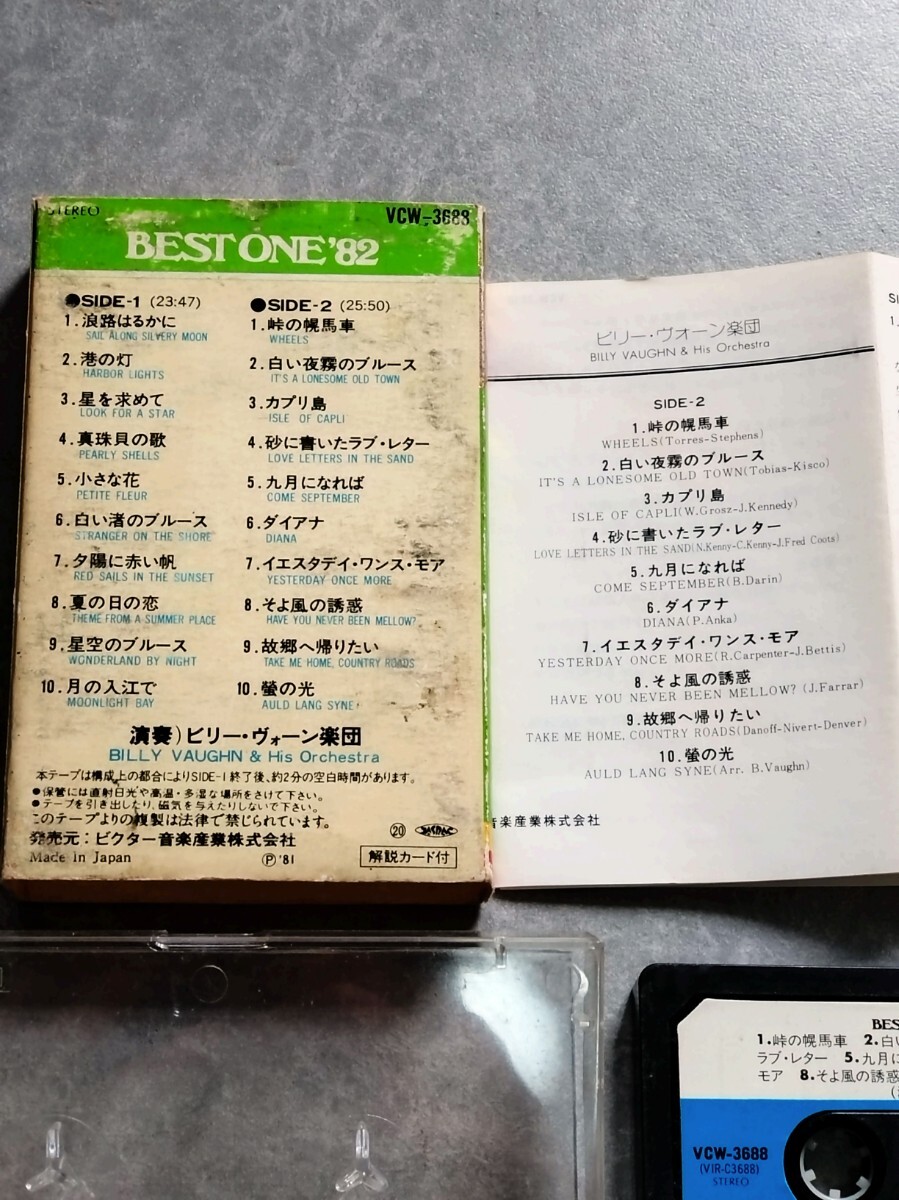 STEREO
VCW-3688
BEST ONE '82
●SIDE-1 (23:47)
1.浪路はるかに
SAIL ALONG SILVERY MOON
2.港の灯
HARBOR LIGHTS
3.星を求めて
LOOK FOR A STAR
4.真珠貝の歌
PEARLY SHELLS
5.小さな花
PETITE FLEUR
6.白い渚のブルース
STRANGER ON THE SHORE
7.夕陽に赤い帆
RED SAILS IN THE SUNSET
8.夏の日の恋
THEME FROM A SUMMER PLACE
9.星空のブルース
WONDERLAND BY NIGHT
10.月の入江で
MOONLIGHT BAY
●SIDE-2 (25:50)
1.峠の幌馬車
WHEELS
2.白い夜霧のブルース
IT'S A LONESOME OLD TOWN
3.カプリ島
ISLE OF CAPLI
4.砂に書いたラブ・レター
LOVE LETTERS IN THE SAND
5.九月になれば
COME SEPTEMBER
6.ダイアナ
DIANA
7.イエスタデイ・ワンス・モア
YESTERDAY ONCE MORE
8.そよ風の誘惑
HAVE YOU NEVER BEEN MELLOW?
9.故郷へ帰りたい
TAKE ME HOME, COUNTRY ROADS
10.螢の光
AULD LANG SYNE
演奏)ビリー・ヴォーン楽団
BILLY VAUGHN & His Orchestra
本テープは構成上の都合によりSIDE-1終了後、約2分の空白時間があります。
●保管には直射日光や高温・多湿な場所をさけて下さい。
●テープを引き出したり、磁気を与えたりしないで下さい。
このテープよりの複製は法律で禁じられています。
発売元:ビクター音楽産業株式会社
Made in Japan
Ⓟ'81
⑳
解説カード付
ビリー・ヴォーン楽団
BILLY VAUGHN & His Orchestra
SIDE-2
1.峠の幌馬車
WHEELS(Torres-Stephens)
2.白い夜霧のブルース
IT'S A LONESOME OLD TOWN(Tobias-Kisco)
3.カプリ島
ISLE OF CAPLI(W.Grosz-J.Kennedy)
4.砂に書いたラブ・レター
LOVE LETTERS IN THE SAND(N.Kenny-C.Kenny-J.Fred Coots)
5.九月になれば
COME SEPTEMBER(B.Darin)
6.ダイアナ
DIANA(P.Anka)
7.イエスタデイ・ワンス・モア
YESTERDAY ONCE MORE(R.Carpenter-J.Bettis)
8.そよ風の誘惑
HAVE YOU NEVER BEEN MELLOW? (J.Farrar)
9.故郷へ帰りたい
TAKE ME HOME, COUNTRY ROADS(Danoff-Nivert-Denver)
10.螢の光
AULD LANG SYNE(Arr. B.Vaughn)
音楽産業株式会社
BES
1.峠の幌馬車 2.白い
ラブ・レター 5.九月に
モア 8.そよ風の誘惑
VCW-3688
(VIR-C3688)
STEREO